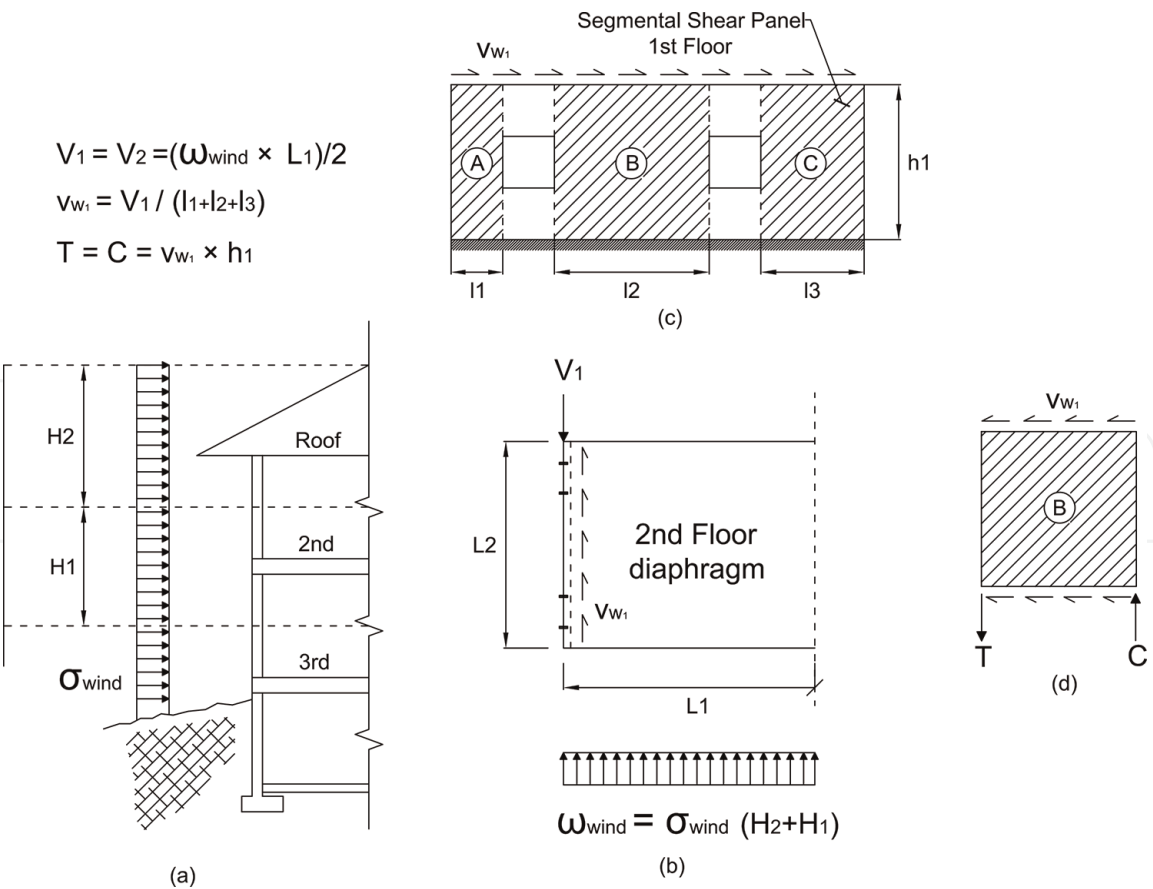 Segmental Shear Panel
1st Floor
vw₁
V₁ = V₂ =(ωwind × L₁)/2
vw₁ = V₁ / (l₁+l₂+l₃)
T = C = vw₁ × h₁
A
B
C
h1
l1
l2
l3
(c)
H2
H1
Roof
2nd
3rd
σwind
(a)
V₁
L2
2nd Floor
diaphragm
vw₁
L1
ωwind = σwind (H₂+H₁)
(b)
vw₁
B
T
C
(d)